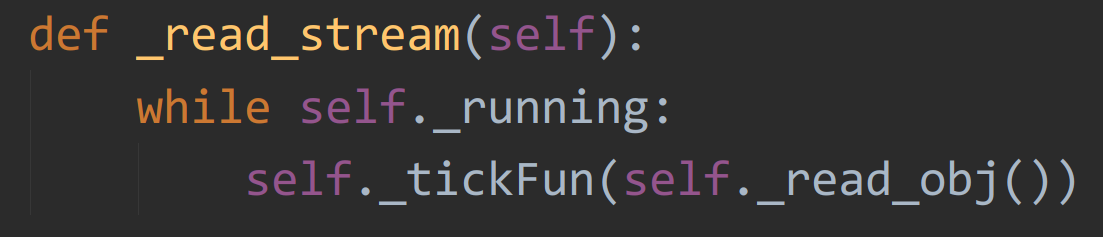 def _read_stream(self):
    while self._running:
        self._tickFun(self._read_obj())